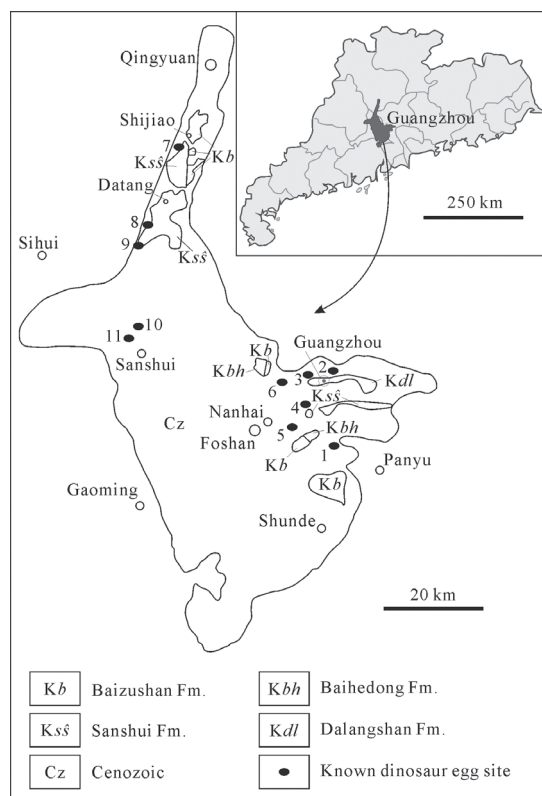 Qingyuan
Guangzhou
250 km
Shijiao
7
Kb
Ksŝ
Datang
8
Ksŝ
9
Sihui
10
11
Sanshui
Kb
Kbh
Guangzhou
2
3
Kdl
6
Ksŝ
4
Nanhai
Kbh
Cz
Foshan
5
Kb
1
Panyu
Kb
Gaoming
Shunde
20 km
Kb Baizushan Fm.
Kbh Baihedong Fm.
Ksŝ Sanshui Fm.
Kdl Dalangshan Fm.
Cz Cenozoic
Known dinosaur egg site